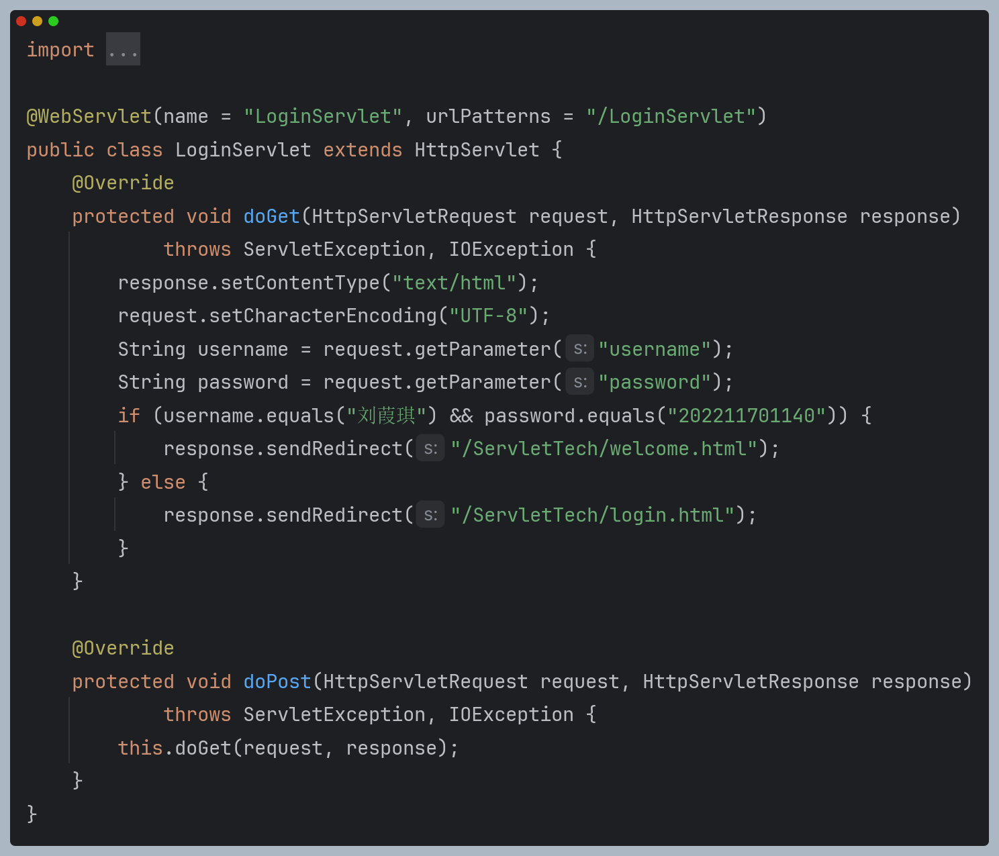 import ...
@WebServlet(name = "LoginServlet", urlPatterns = "/LoginServlet")
public class LoginServlet extends HttpServlet {
    @Override
    protected void doGet(HttpServletRequest request, HttpServletResponse response)
            throws ServletException, IOException {
        response.setContentType("text/html");
        request.setCharacterEncoding("UTF-8");
        String username = request.getParameter( s: "username");
        String password = request.getParameter( s: "password");
        if (username.equals("刘葭琪") && password.equals("202211701140")) {
            response.sendRedirect( s: "/ServletTech/welcome.html");
        } else {
            response.sendRedirect( s: "/ServletTech/login.html");
        }
    }
    @Override
    protected void doPost(HttpServletRequest request, HttpServletResponse response)
            throws ServletException, IOException {
        this.doGet(request, response);
    }
}